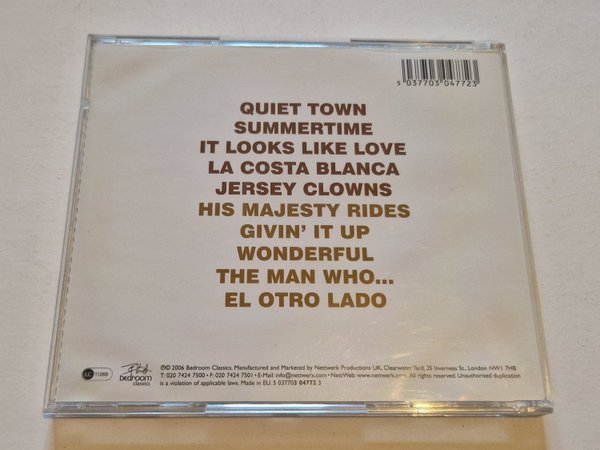 5 037703 047723
QUIET TOWN
SUMMERTIME
IT LOOKS LIKE LOVE
LA COSTA BLANCA
JERSEY CLOWNS
HIS MAJESTY RIDES
GIVIN' IT UP
WONDERFUL
THE MAN WHO...
EL OTRO LADO
LC 11269
bedroom
classics
℗© 2006 Bedroom Classics. Manufactured and Marketed by Nettwerk Productions UK, Clearwater Yard, 35 Inverness St., London NW1 7HB
T: 020 7424 7500 • F: 020 7424 7501 • E-Mail: info@nettwerk.com • NettWeb: www.nettwerk.com All rights reserved. Unauthorised duplication
is a violation of applicable laws. Made in EU. 5 037703 04772 3